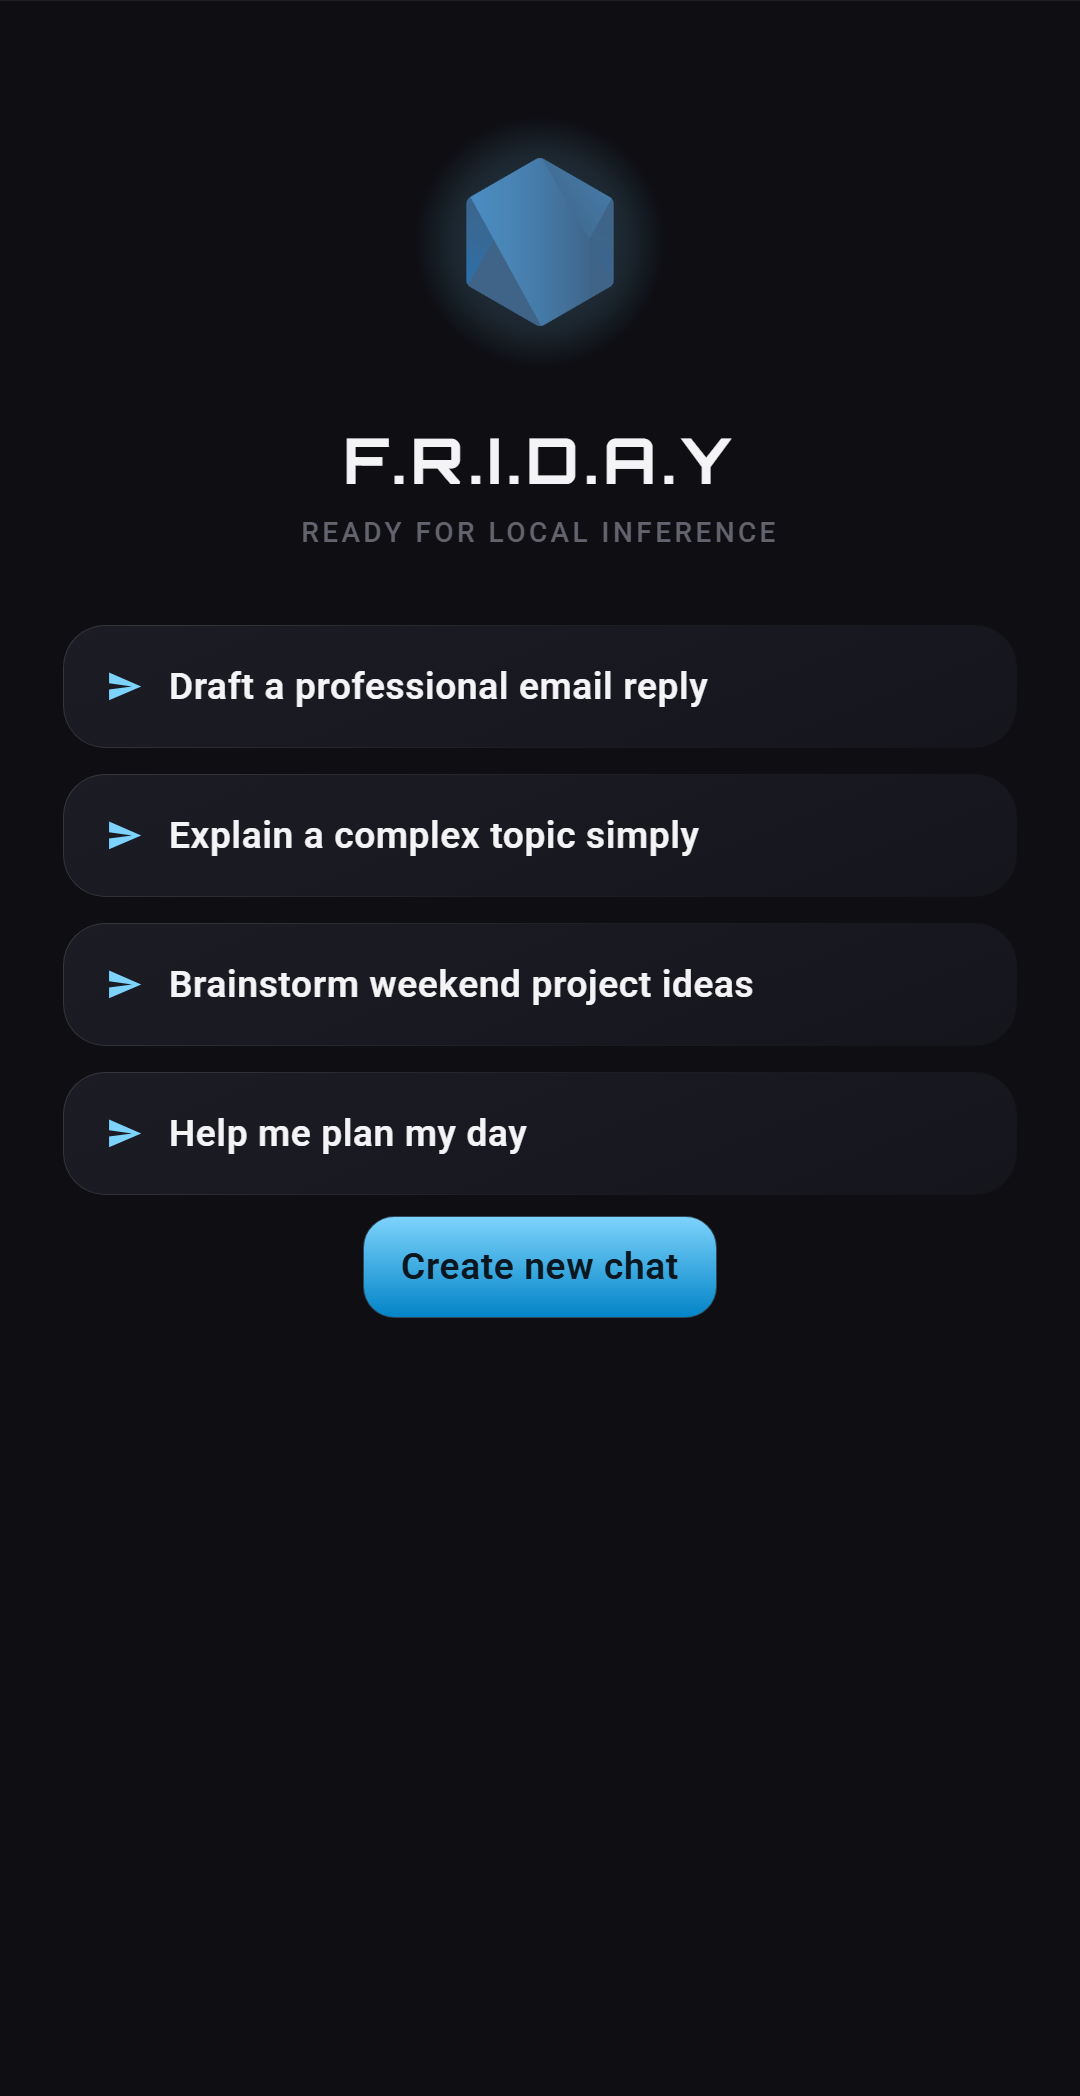 F.R.I.D.A.Y
READY FOR LOCAL INFERENCE
Draft a professional email reply
Explain a complex topic simply
Brainstorm weekend project ideas
Help me plan my day
Create new chat